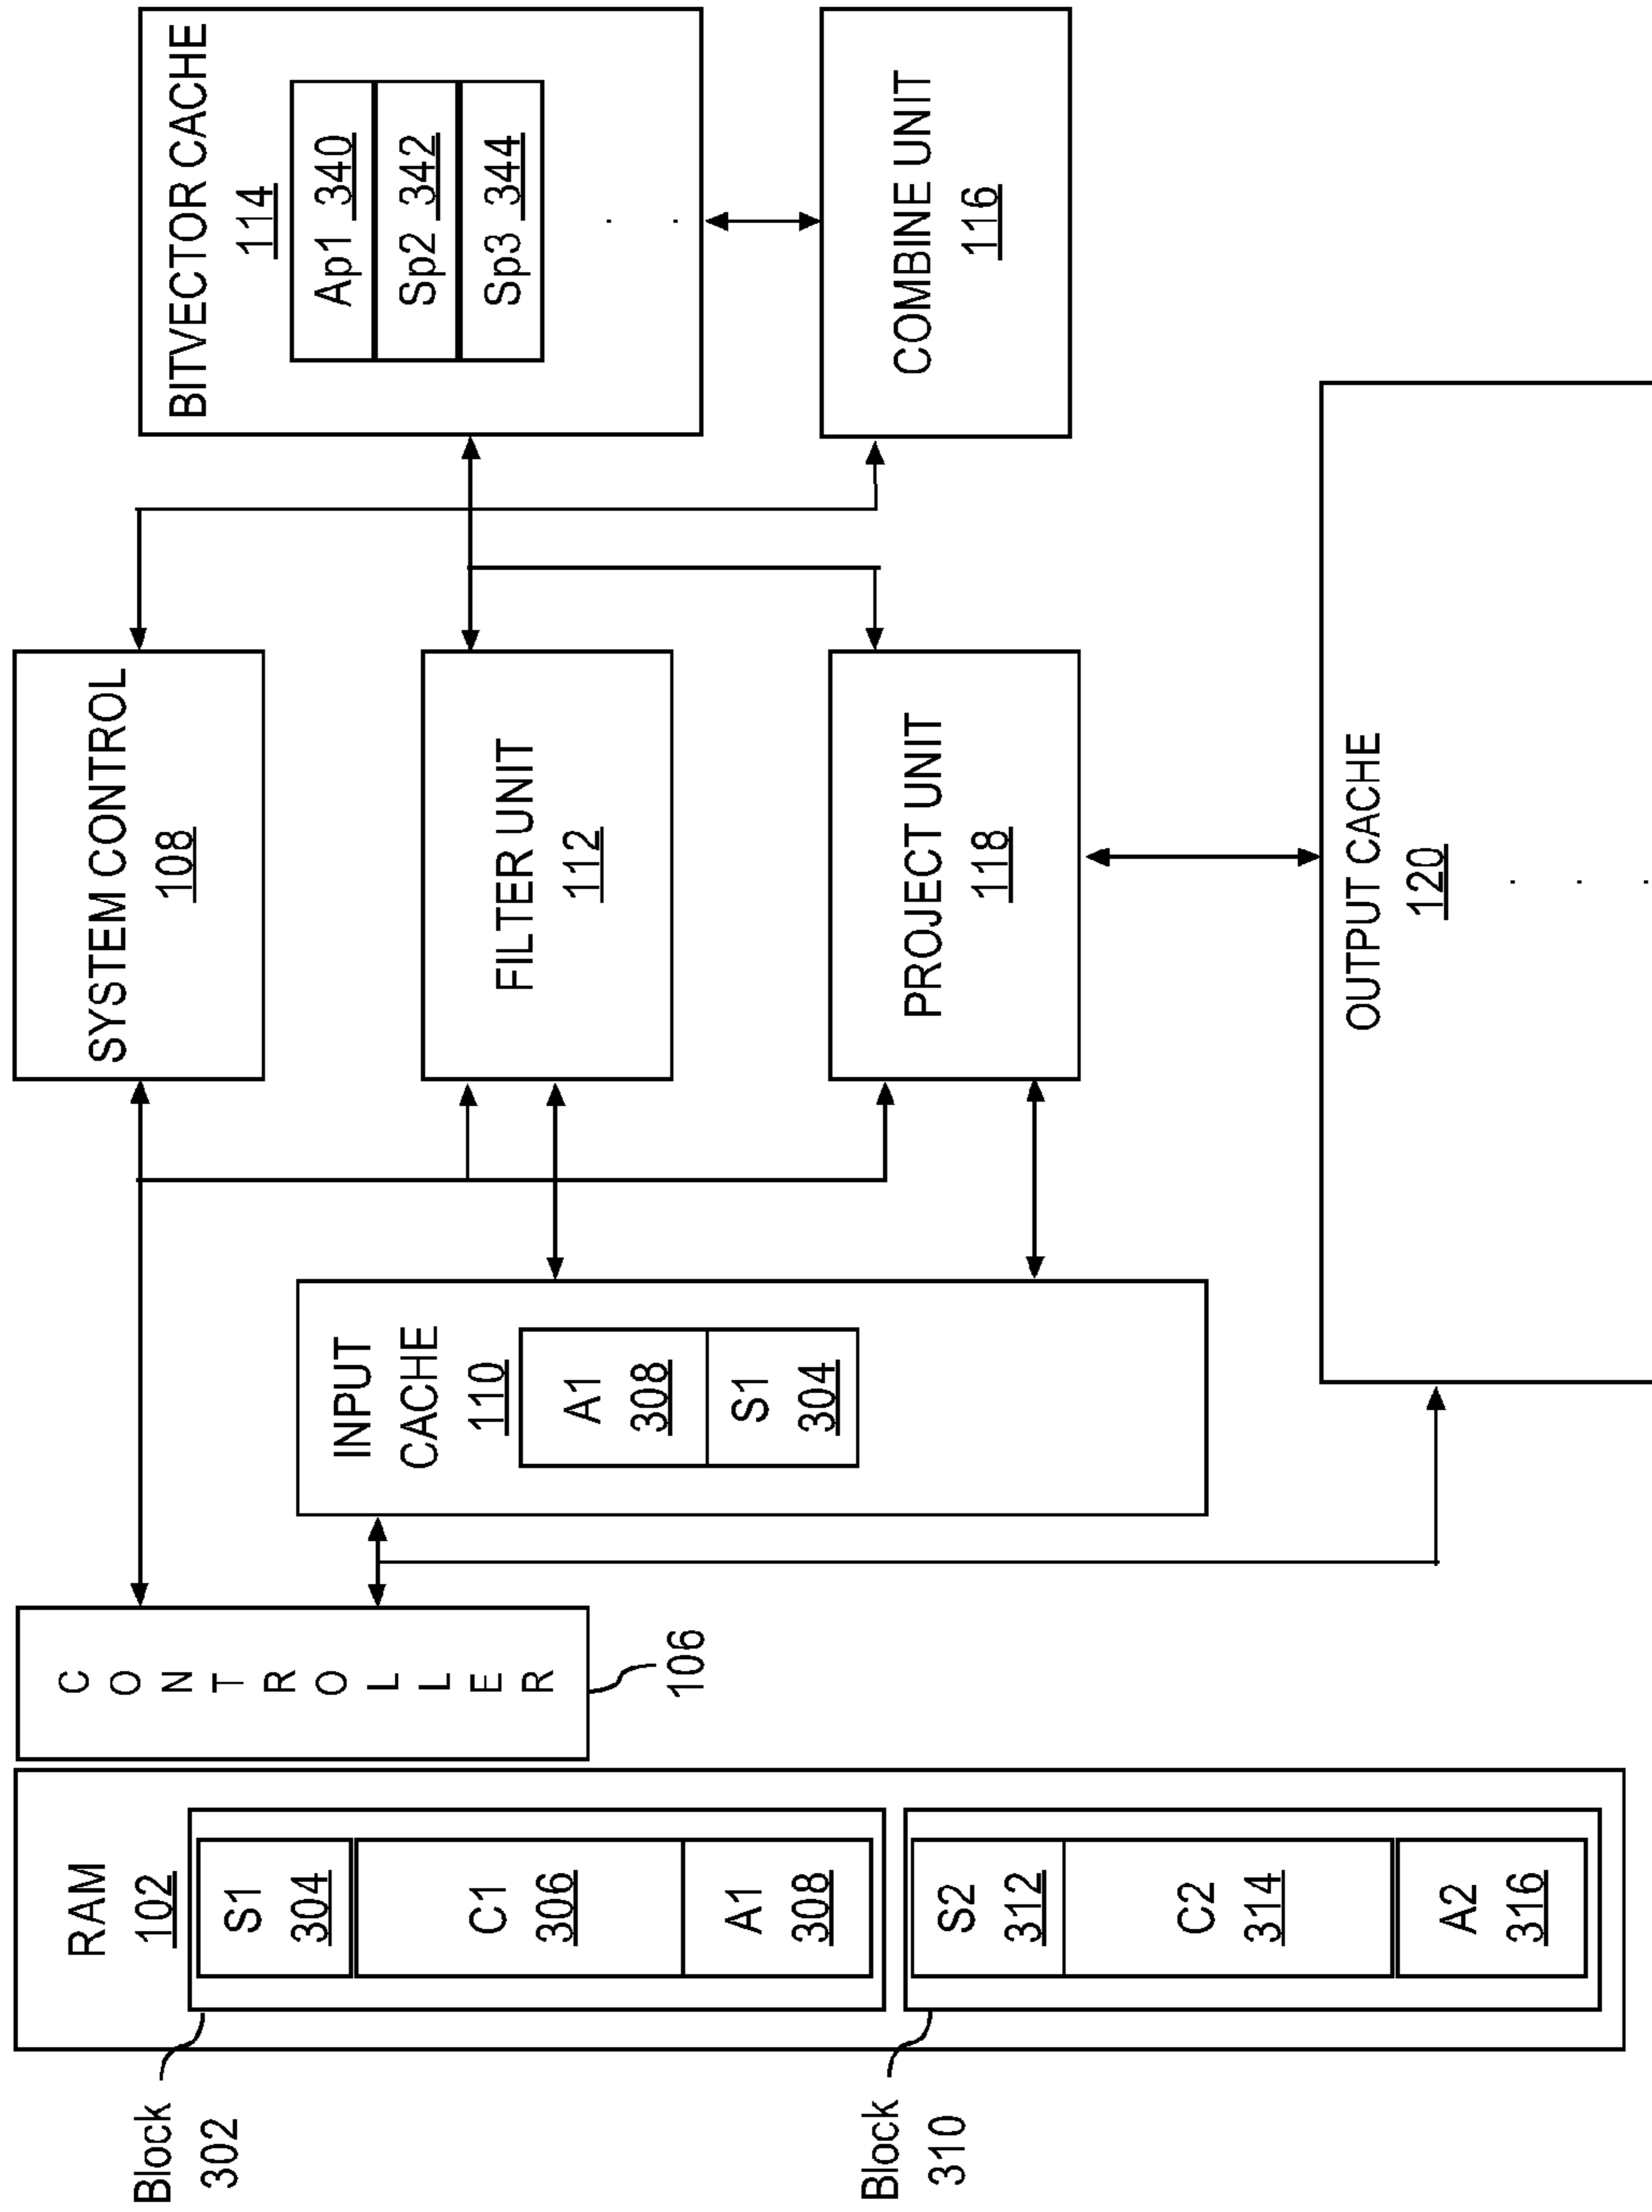 Block
302
Block
310
RAM
102
S1
304
C1
306
A1
308
S2
312
C2
314
A2
316
CONTROLLER
106
INPUT
CACHE
110
A1
308
S1
304
SYSTEM CONTROL
108
FILTER UNIT
112
PROJECT UNIT
118
OUTPUT CACHE
120
BITVECTOR CACHE
114
Ap1 340
Sp2 342
Sp3 344
COMBINE UNIT
116